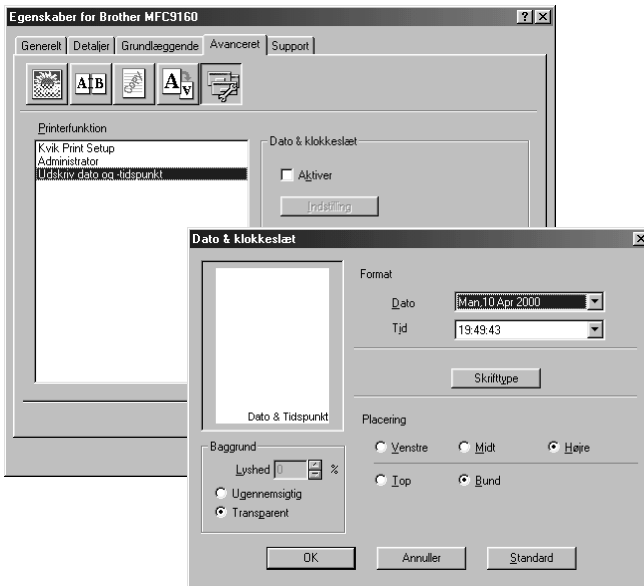 Egenskaber for Brother MFC9160
Generelt Detaljer Grundlæggende Avanceret Support
Printerfunktion
Kvik Print Setup
Administrator
Udskriv dato og -tidspunkt
Dato & klokkeslæt
Aktiver
Indstilling
Dato & klokkeslæt
Dato & Tidspunkt
Format
Dato Man,10 Apr 2000
Tid 19:49:43
Skrifttype
Placering
Venstre Midt Højre
Top Bund
Baggrund
Lyshed 0 %
Ugennemsigtig
Transparent
OK Annuller Standard